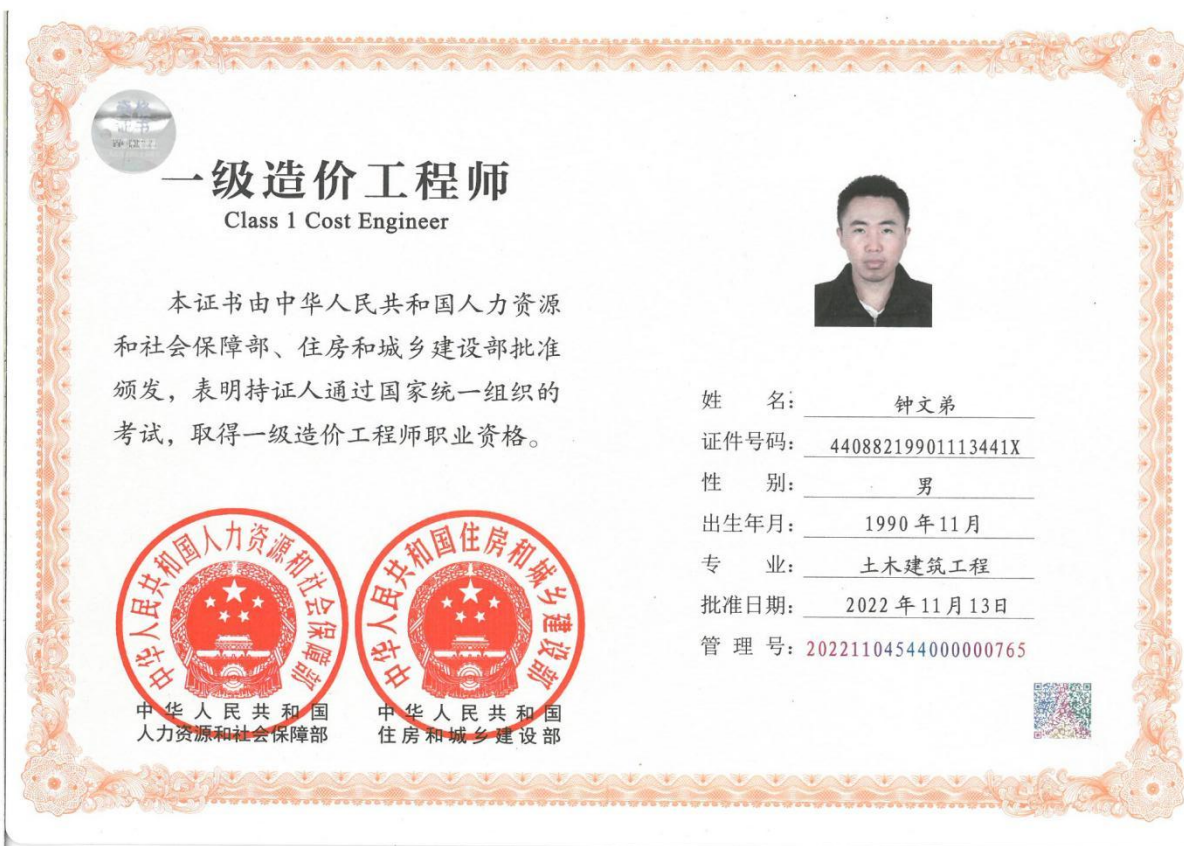 一级造价工程师
Class 1 Cost Engineer
本证书由中华人民共和国人力资源
和社会保障部、住房和城乡建设部批准
颁发，表明持证人通过国家统一组织的
考试，取得一级造价工程师职业资格。
中华人民共和国人力资源和社会保障部
中华人民共和国住房和城乡建设部
中华人民共和国
人力资源和社会保障部
中华人民共和国
住房和城乡建设部
姓 名：钟文弟
证件号码：44088219901113441X
性 别：男
出生年月：1990年11月
专 业：土木建筑工程
批准日期：2022年11月13日
管 理 号：20221104544000000765